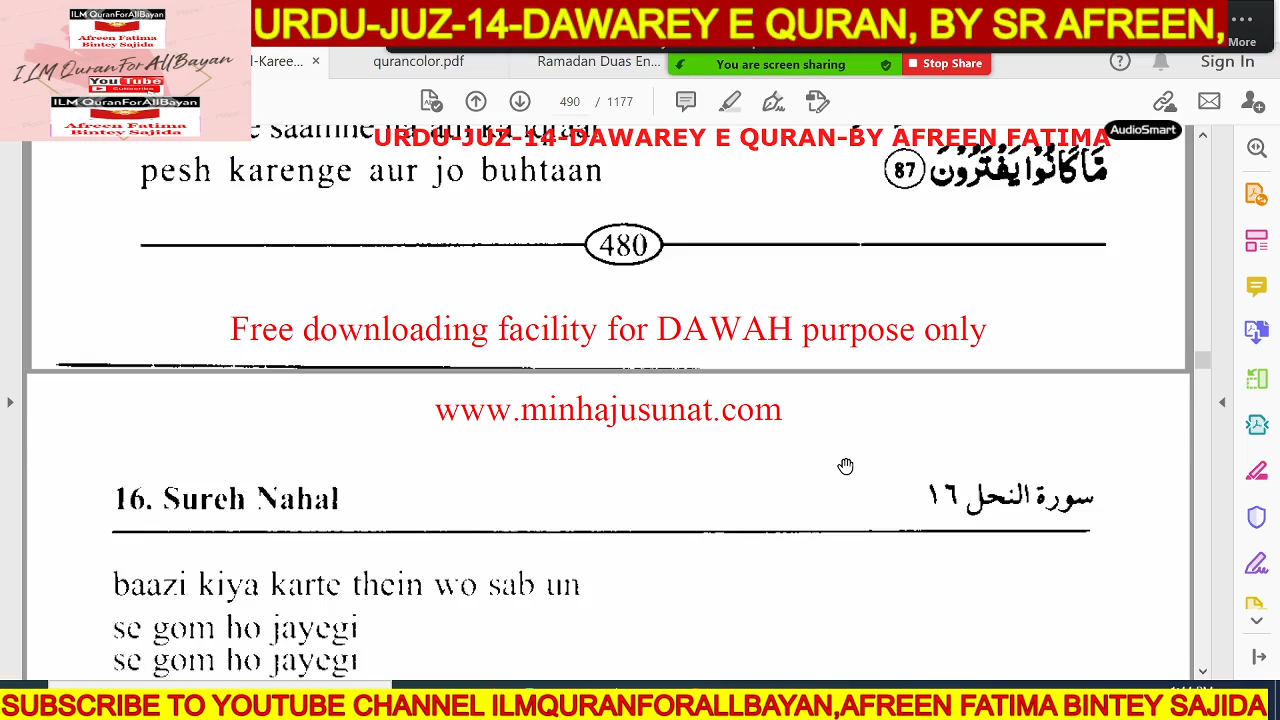 ILM QuranForAllBayan
Afreen Fatima
Bintey Sajida
ILM QuranForAllBayan
YouTube
Subscribe
ILM QuranForAllBayan
Afreen Fatima
Bintey Sajida
URDU-JUZ-14-DAWAREY E QURAN, BY SR AFREEN,
More
l-Karee...
qurancolor.pdf
Ramadan Duas En...
You are screen sharing
Stop Share
Sign In
490 / 1177
AudioSmart
URDU-JUZ-14-DAWAREY E QURAN-BY AFREEN FATIMA
pesh karenge aur jo buhtaan
مَّا كَانُوا يَفْتَرُونَ 87
480
Free downloading facility for DAWAH purpose only
www.minhajusunat.com
16. Sureh Nahal
سورة النحل ١٦
baazi kiya karte thein wo sab un
se gom ho jayegi
se gom ho jayegi
SUBSCRIBE TO YOUTUBE CHANNEL ILMQURANFORALLBAYAN,AFREEN FATIMA BINTEY SAJIDA